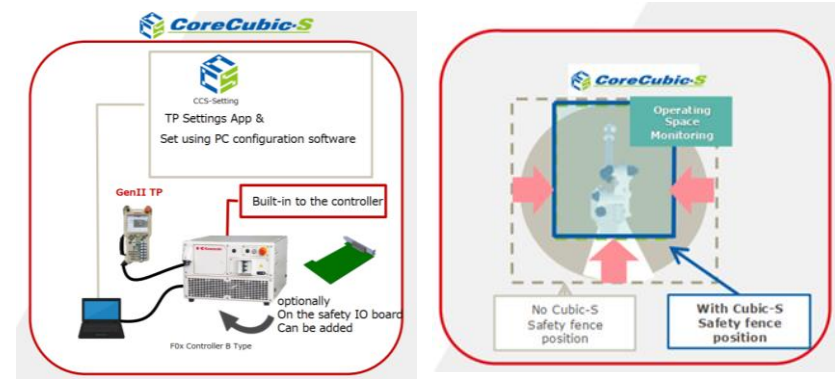 CoreCubic-S
CCS
CCS-Setting
TP Settings App &
Set using PC configuration software
GenII TP
Built-in to the controller
Kawasaki
optionally
On the safety IO board
Can be added
F0x Controller B Type
CoreCubic-S
Operating
Space
Monitoring
No Cubic-S
Safety fence
position
With Cubic-S
Safety fence
position